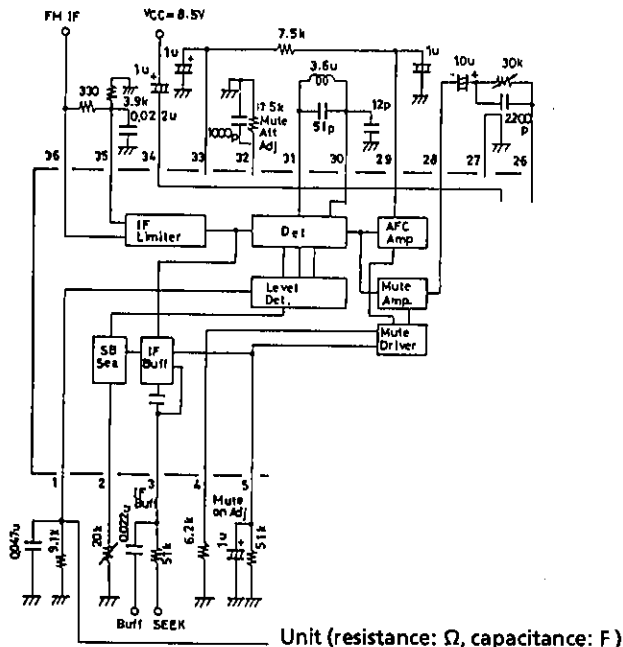 FM IF
VCC = 8.5V
7.5k
1u
1u
1u
3.6u
10u
30k
330
3.9k
0.022u
1000p
Mute
Att
Adj
51p
12p
2200
p
36
35
34
33
32
31
30
29
28
27
26
IF
Limiter
Det
AFC
Amp
Level
Det.
Mute
Amp.
SB
Sea
IF
Buff
Mute
Driver
1
2
3
4
5
IF
Buff
Mute
on Adj
0.047u
9.1k
20k
0.022u
51k
6.2k
1u
51k
Buff
SEEK
Unit (resistance: Ω, capacitance: F)